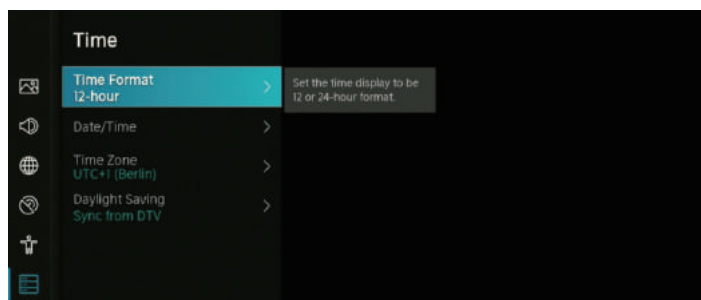 Time
Time Format
12-hour
Set the time display to be
12 or 24-hour format.
Date/Time
Time Zone
UTC+1 (Berlin)
Daylight Saving
Sync from DTV